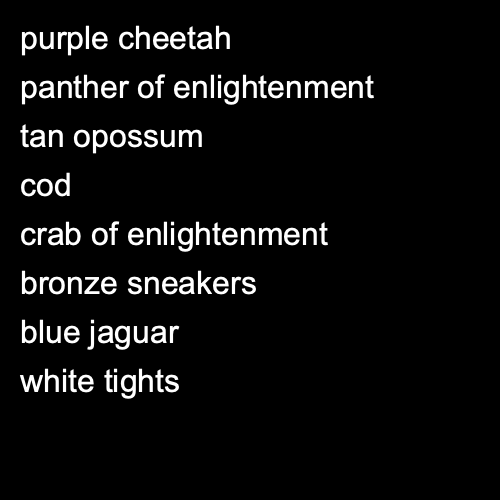 purple cheetah
panther of enlightenment
tan opossum
cod
crab of enlightenment
bronze sneakers
blue jaguar
white tights